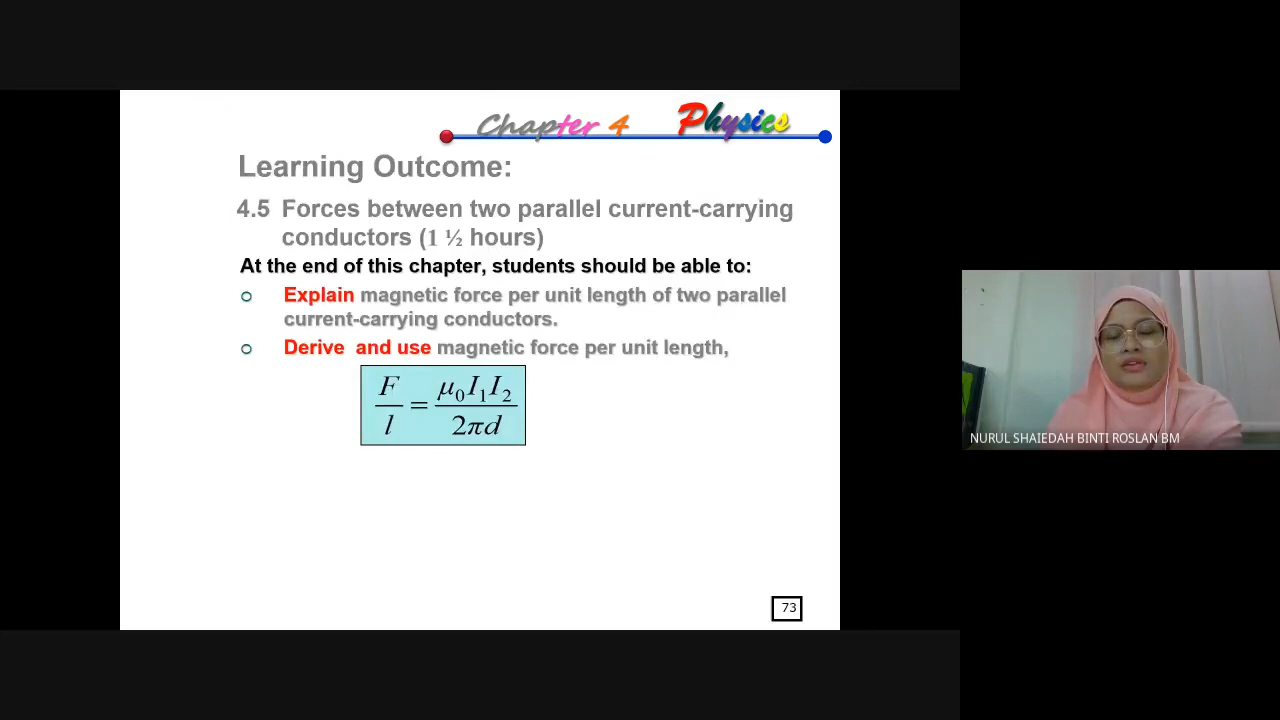 Chapter 4 Physics
Learning Outcome:
4.5 Forces between two parallel current-carrying
conductors (1 ½ hours)
At the end of this chapter, students should be able to:
Explain magnetic force per unit length of two parallel
current-carrying conductors.
Derive and use magnetic force per unit length,
F/l = μ₀I₁I₂/2πd
NURUL SHAIEDAH BINTI ROSLAN BM
73